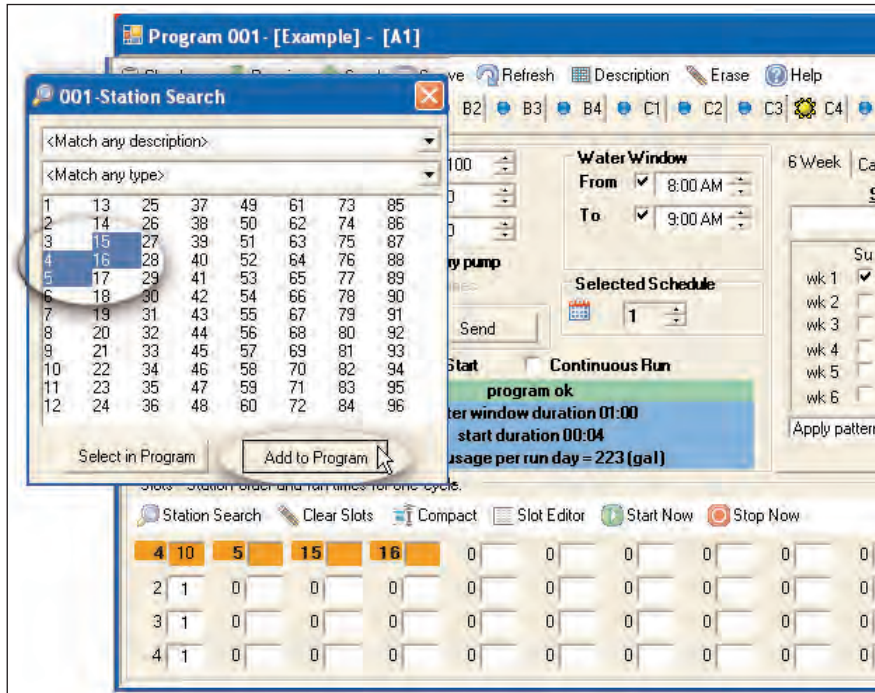 Program 001- [Example] - [A1]
Refresh Description Erase Help
001-Station Search
B2 B3 B4 C1 C2 C3 C4
<Match any description>
<Match any type>
100
Water Window
From 8:00 AM
To 9:00 AM
6 Week
1 13 25 37 49 61 73 85
2 14 26 38 50 62 74 86
3 15 27 39 51 63 75 87
4 16 28 40 52 64 76 88
5 17 29 41 53 65 77 89
6 18 30 42 54 66 78 90
7 19 31 43 55 67 79 91
8 20 32 44 56 68 80 92
9 21 33 45 57 69 81 93
10 22 34 46 58 70 82 94
11 23 35 47 59 71 83 95
12 24 36 48 60 72 84 96
pump
Selected Schedule
1
Send
Su
wk 1
wk 2
wk 3
wk 4
wk 5
wk 6
Start Continuous Run
program ok
window duration 01:00
start duration 00:04
usage per run day = 223 (gal)
Apply pattern
Select in Program Add to Program
Slots - Station order and run times for one cycle.
Station Search Clear Slots Compact Slot Editor Start Now Stop Now
4 10 5 15 16 0 0 0 0 0 0
2 1 0 0 0 0 0 0 0 0 0
3 1 0 0 0 0 0 0 0 0 0
4 1 0 0 0 0 0 0 0 0 0